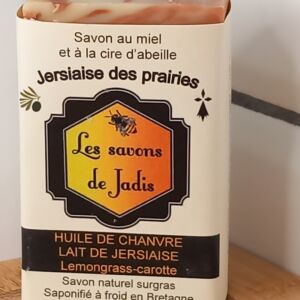 Savon au miel
et à la cire d'abeille
Jersiaise des prairies
Les savons
de Jadis
HUILE DE CHANVRE
LAIT DE JERSIAISE
Lemongrass-carotte
Savon naturel surgras
Saponifié à froid en Bretagne